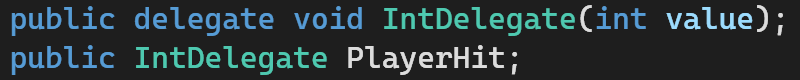 public delegate void IntDelegate(int value);
public IntDelegate PlayerHit;